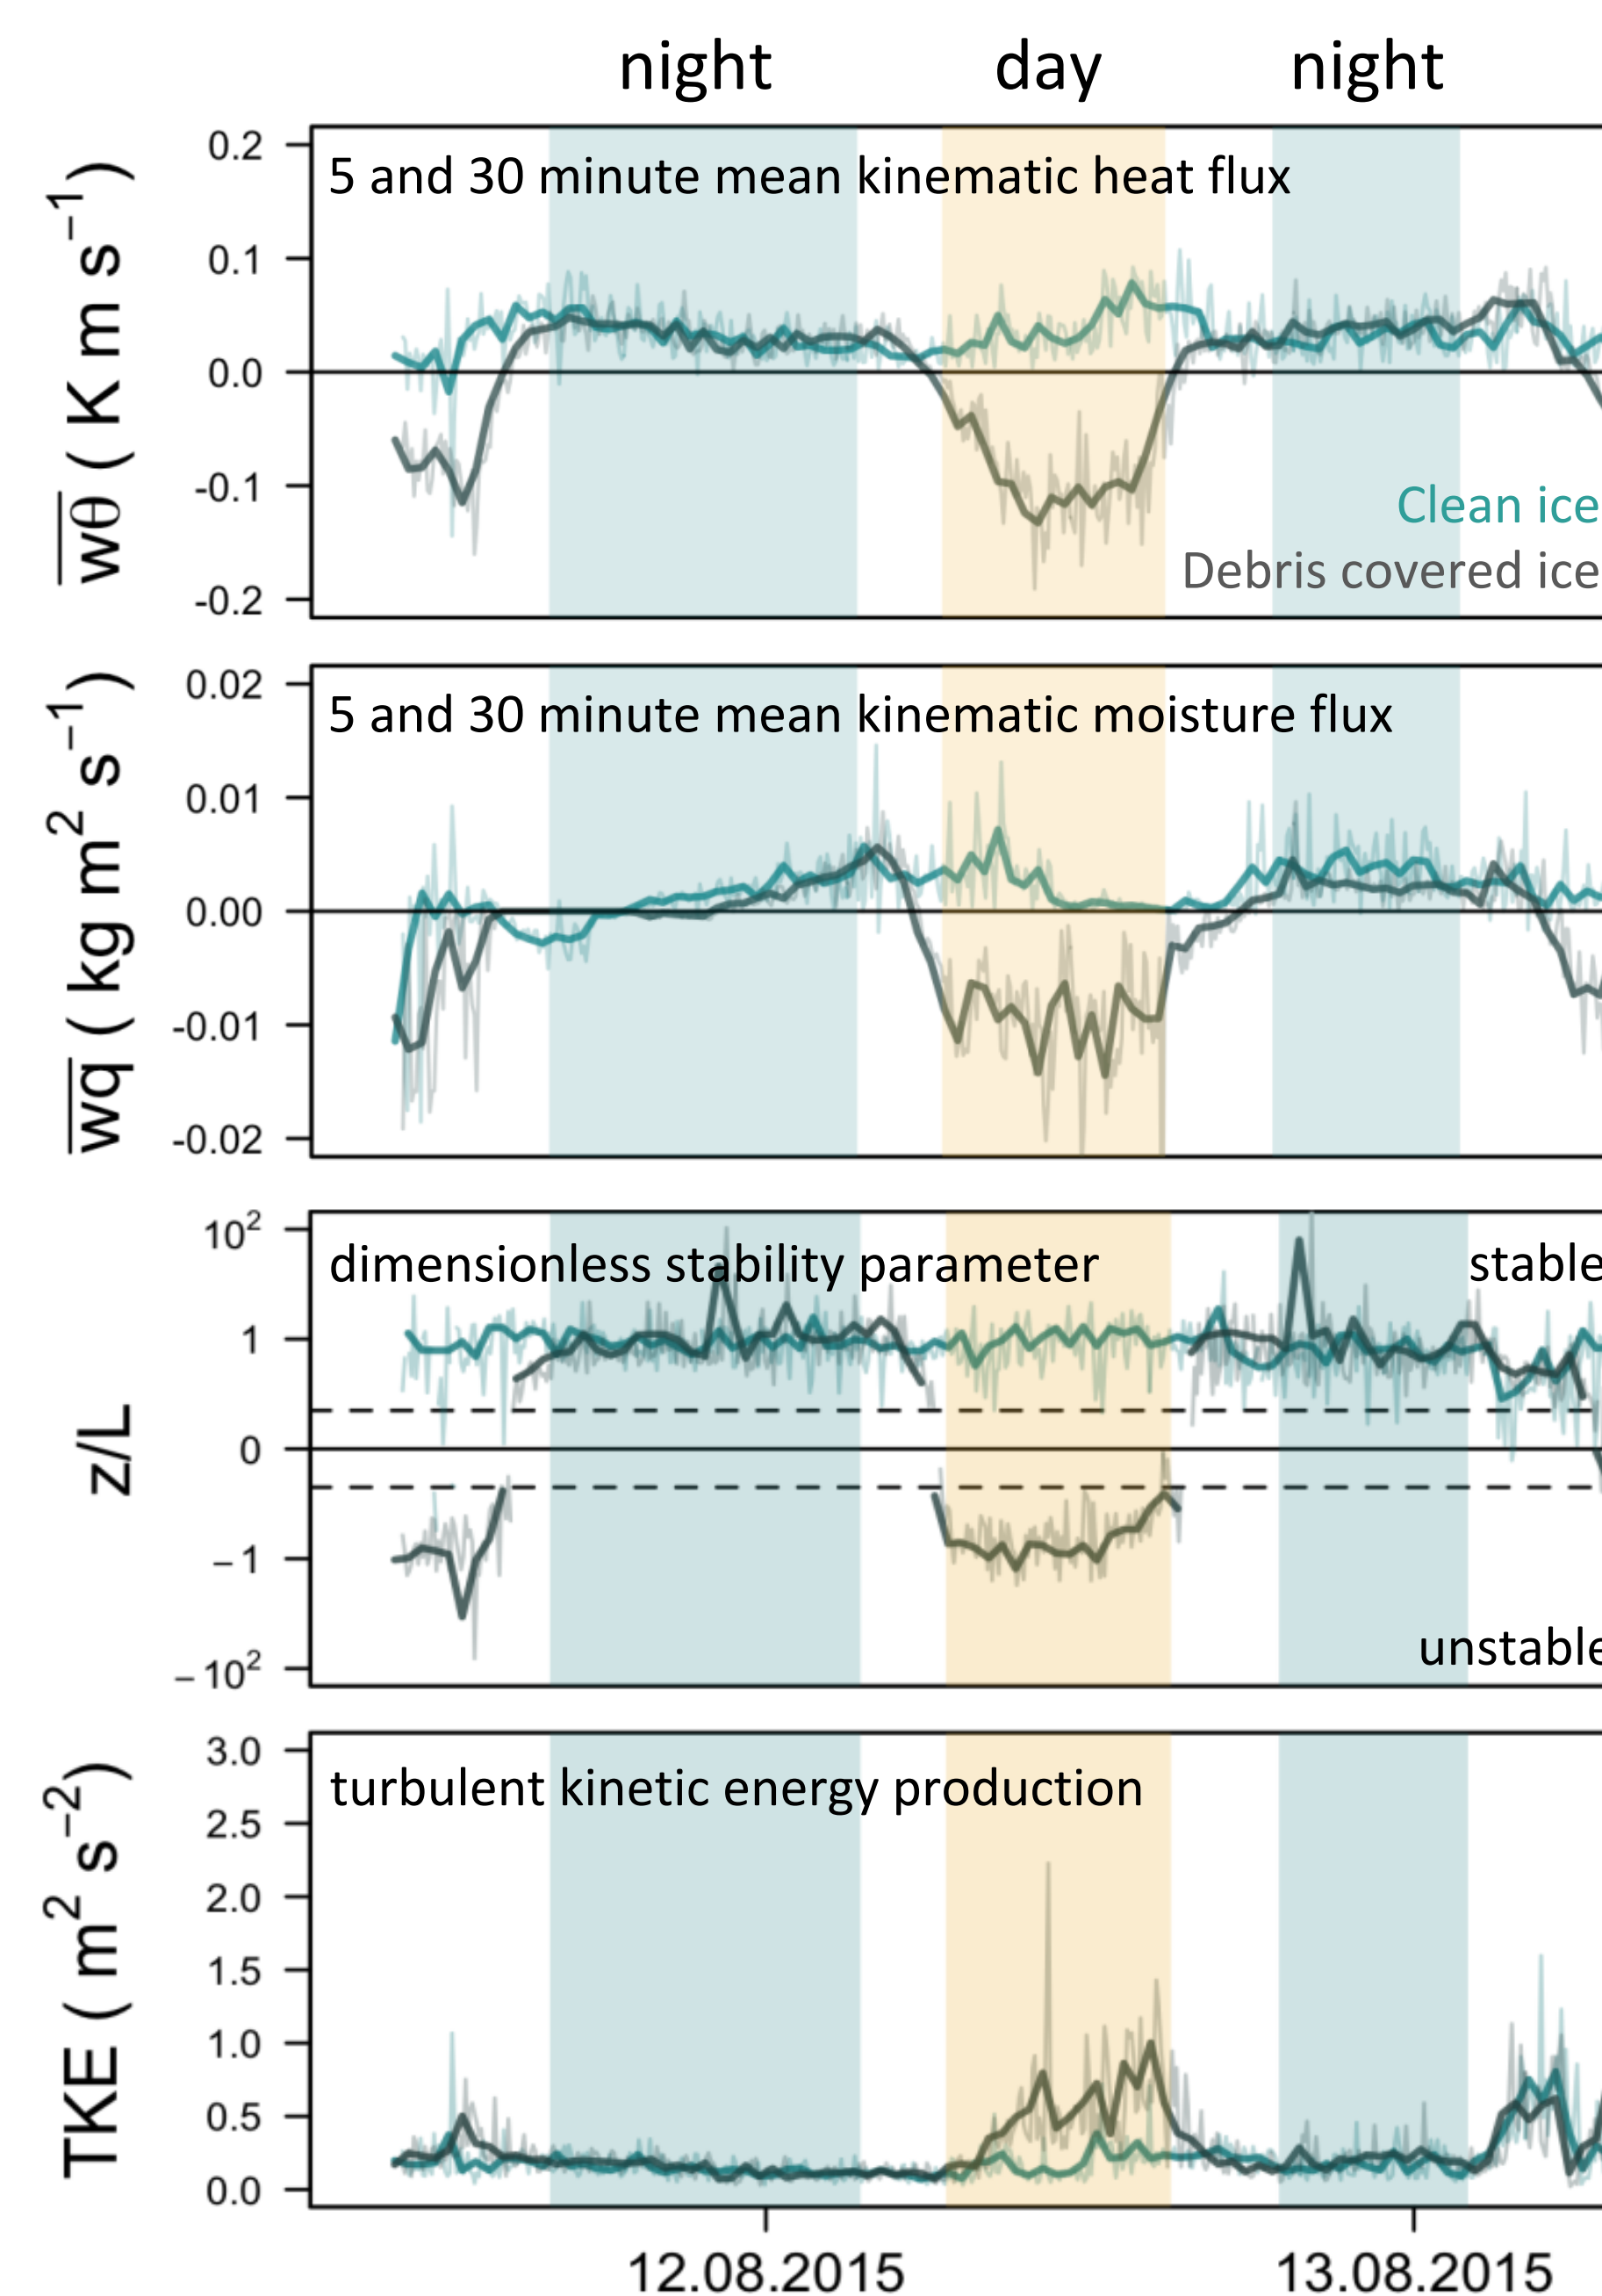 night day night
0.2
5 and 30 minute mean kinematic heat flux
0.1
0.0
-0.1
-0.2
wθ ( K m s⁻¹ )
Clean ice
Debris covered ice
0.02
5 and 30 minute mean kinematic moisture flux
0.01
0.00
-0.01
-0.02
wq ( kg m² s⁻¹ )
10²
dimensionless stability parameter
stable
1
0
−1
−10²
z/L
unstable
3.0
turbulent kinetic energy production
2.5
2.0
1.5
1.0
0.5
0.0
TKE ( m² s⁻²)
12.08.2015 13.08.2015